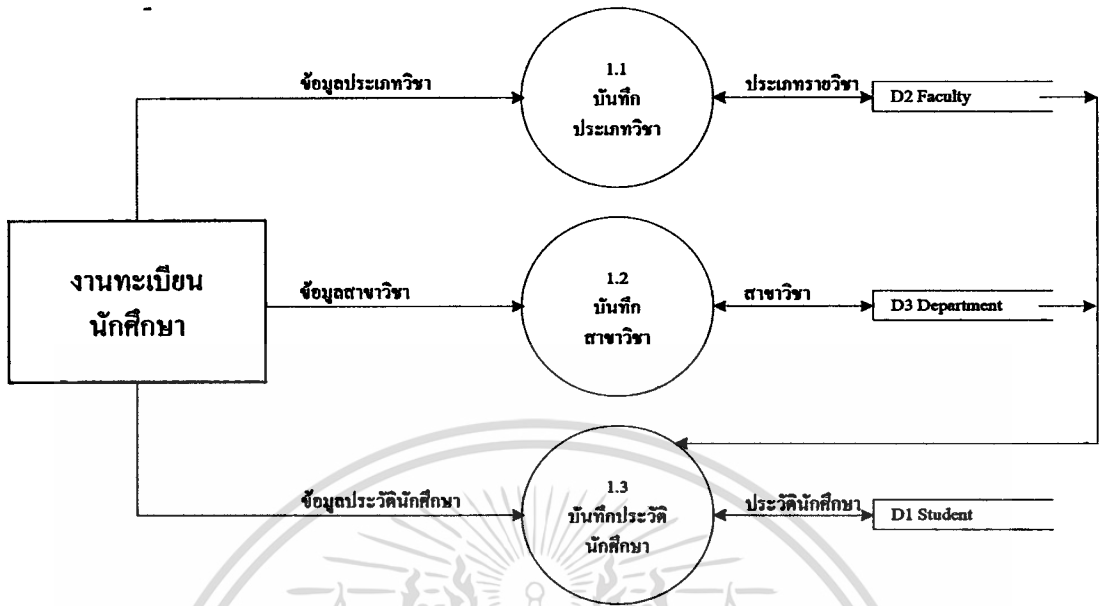 ข้อมูลประเภทวิชา
1.1
บันทึก
ประเภทวิชา
ประเภทรายวิชา
D2 Faculty
งานทะเบียน
นักศึกษา
ข้อมูลสาขาวิชา
1.2
บันทึก
สาขาวิชา
สาขาวิชา
D3 Department
ข้อมูลประวัตินักศึกษา
1.3
บันทึกประวัติ
นักศึกษา
ประวัตินักศึกษา
D1 Student